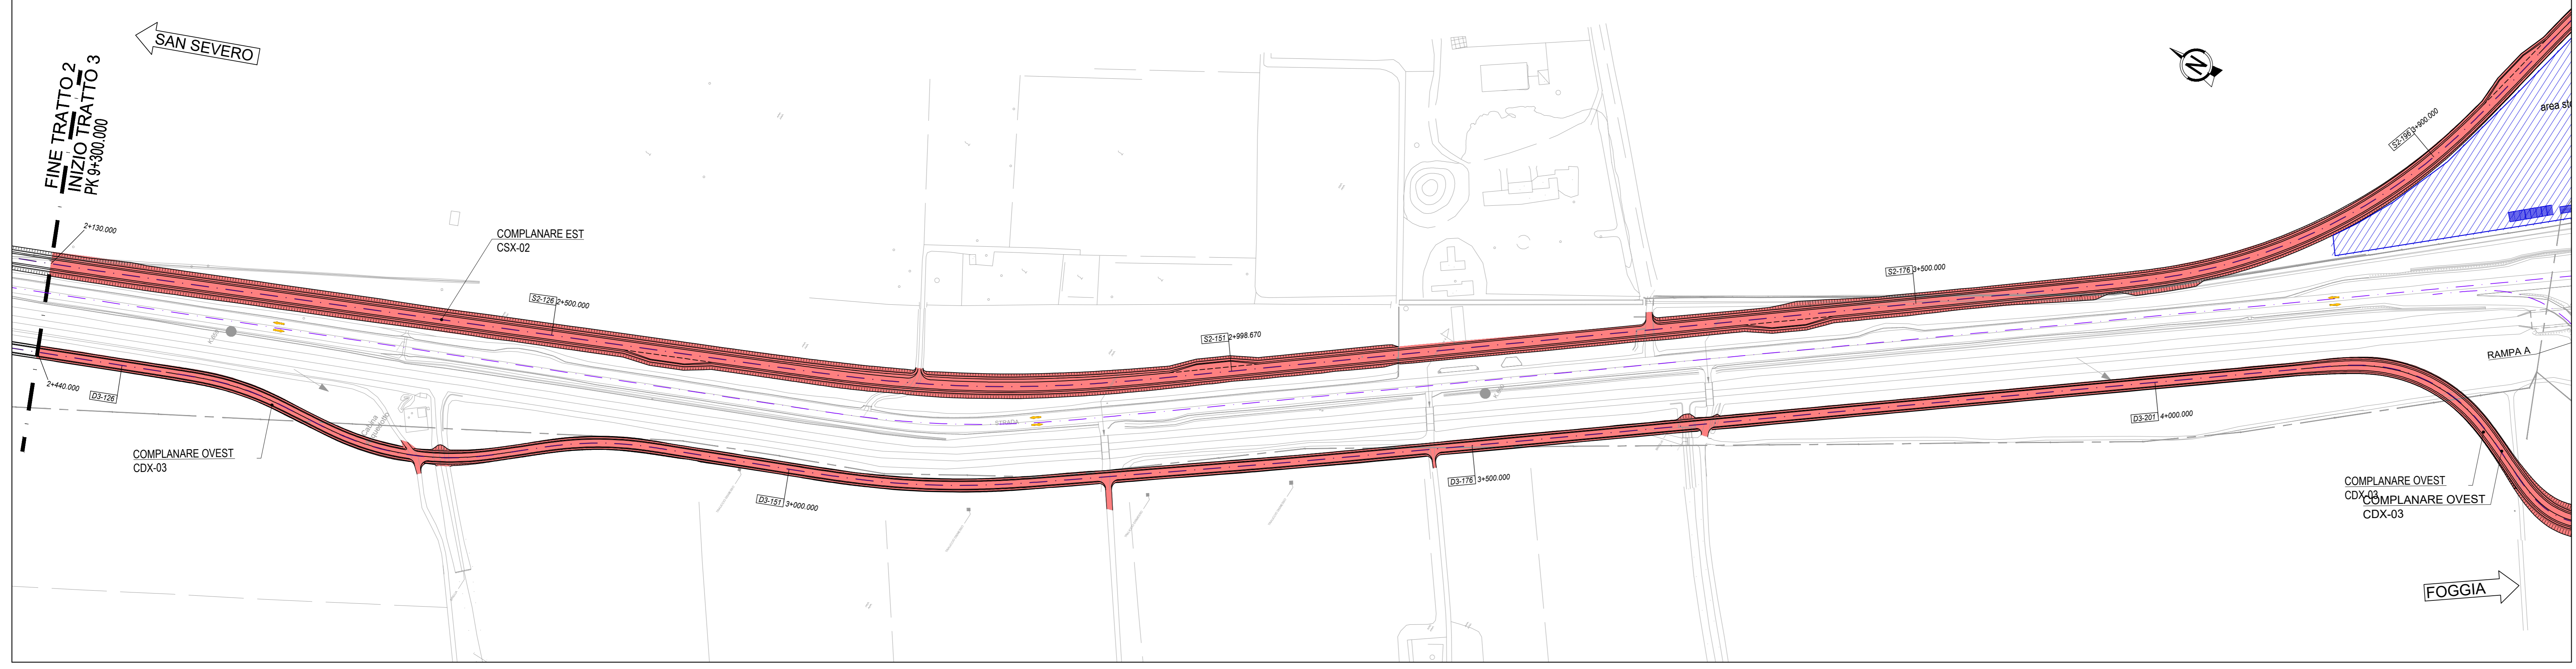 SAN SEVERO
FINE TRATTO 2
INIZIO TRATTO 3
PK 9+300.000
2+130.000
COMPLANARE EST
CSX-02
S2-126 2+500.000
S2-151 2+998.670
S2-176 3+500.000
S2-196 3+900.000
N
area
STRADA
RAMPA A
2+440.000
D3-126
COMPLANARE OVEST
CDX-03
Cabina
D3-151 3+000.000
D3-176 3+500.000
D3-201 4+000.000
COMPLANARE OVEST
CDX-03
COMPLANARE OVEST
CDX-03
FOGGIA